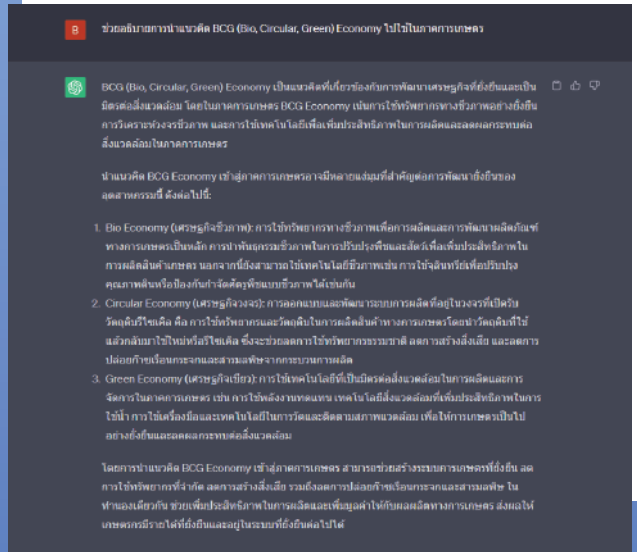 B
ช่วยอธิบายการนำแนวคิด BCG (Bio, Circular, Green) Economy ไปใช้ในภาคการเกษตร
BCG (Bio, Circular, Green) Economy เป็นแนวคิดที่เกี่ยวข้องกับการพัฒนาเศรษฐกิจที่ยั่งยืนและเป็น
มิตรต่อสิ่งแวดล้อม โดยในภาคการเกษตร BCG Economy เน้นการใช้ทรัพยากรทางชีวภาพอย่างยั่งยืน
การวิเคราะห์วงจรชีวภาพ และการใช้เทคโนโลยีเพื่อเพิ่มประสิทธิภาพในการผลิตและลดผลกระทบต่อ
สิ่งแวดล้อมในภาคการเกษตร
นำแนวคิด BCG Economy เข้าสู่ภาคการเกษตรอาจมีหลายแง่มุมที่สำคัญต่อการพัฒนายั่งยืนของ
อุตสาหกรรมนี้ ดังต่อไปนี้:
1. Bio Economy (เศรษฐกิจชีวภาพ): การใช้ทรัพยากรทางชีวภาพเพื่อการผลิตและการพัฒนาผลิตภัณฑ์
ทางการเกษตรเป็นหลัก การนำพันธุกรรมชีวภาพในการปรับปรุงพืชและสัตว์เพื่อเพิ่มประสิทธิภาพใน
การผลิตสินค้าเกษตร นอกจากนี้ยังสามารถใช้เทคโนโลยีชีวภาพเช่น การใช้จุลินทรีย์เพื่อปรับปรุง
คุณภาพดินหรือป้องกันกำจัดศัตรูพืชแบบชีวภาพได้เช่นกัน
2. Circular Economy (เศรษฐกิจวงจร): การออกแบบและพัฒนาระบบการผลิตที่อยู่ในวงจรที่เปิดรับ
วัตถุดิบรีไซเคิล คือ การใช้ทรัพยากรและวัตถุดิบในการผลิตสินค้าทางการเกษตรโดยนำวัตถุดิบที่ใช้
แล้วกลับมาใช้ใหม่หรือรีไซเคิล ซึ่งจะช่วยลดการใช้ทรัพยากรธรรมชาติ ลดการสร้างสิ่งเสีย และลดการ
ปล่อยก๊าซเรือนกระจกและสารมลพิษจากกระบวนการผลิต
3. Green Economy (เศรษฐกิจเขียว): การใช้เทคโนโลยีที่เป็นมิตรต่อสิ่งแวดล้อมในการผลิตและการ
จัดการในภาคการเกษตร เช่น การใช้พลังงานทดแทน เทคโนโลยีสิ่งแวดล้อมที่เพิ่มประสิทธิภาพในการ
ใช้น้ำ การใช้เครื่องมือและเทคโนโลยีในการวัดและติดตามสภาพแวดล้อม เพื่อให้การเกษตรเป็นไป
อย่างยั่งยืนและลดผลกระทบต่อสิ่งแวดล้อม
โดยการนำแนวคิด BCG Economy เข้าสู่ภาคการเกษตร สามารถช่วยสร้างระบบการเกษตรที่ยั่งยืน ลด
การใช้ทรัพยากรที่จำกัด ลดการสร้างสิ่งเสีย รวมถึงลดการปล่อยก๊าซเรือนกระจกและสารมลพิษ ใน
ทำนองเดียวกัน ช่วยเพิ่มประสิทธิภาพในการผลิตและเพิ่มมูลค่าให้กับผลผลิตทางการเกษตร ส่งผลให้
เกษตรกรมีรายได้ที่ยั่งยืนและอยู่ในระบบที่ยั่งยืนต่อไปได้